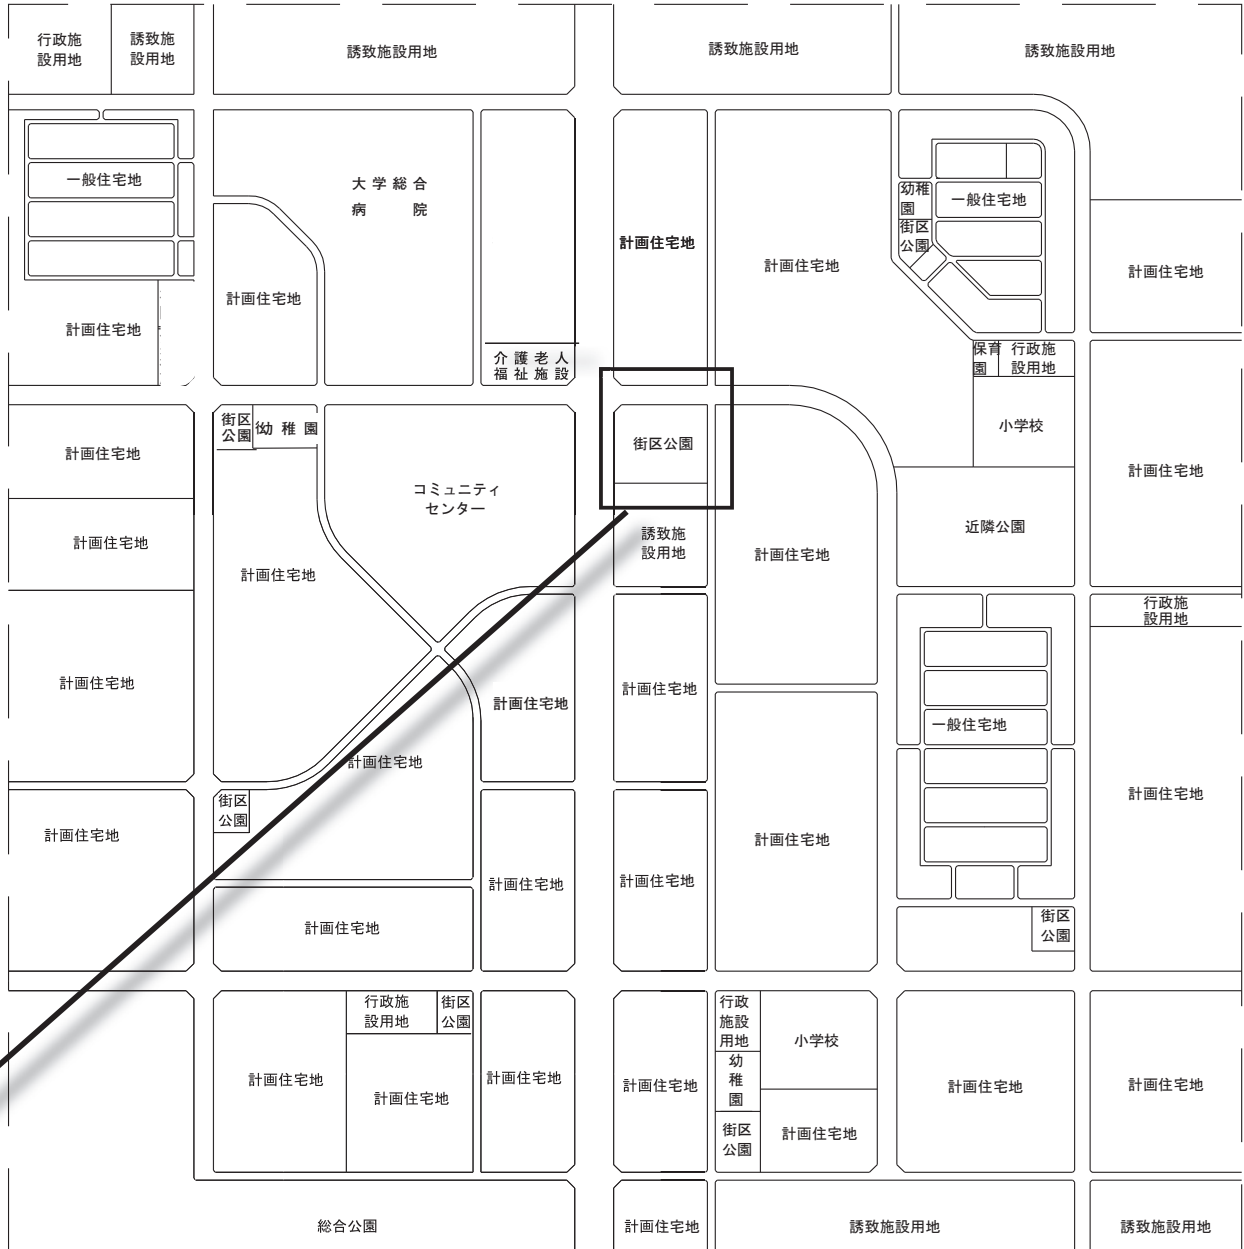 行政施
設用地
誘致施
設用地
誘致施設用地
誘致施設用地
誘致施設用地
一般住宅地
大学総合
病院
幼稚
園
一般住宅地
街区
公園
計画住宅地
計画住宅地
計画住宅地
計画住宅地
計画住宅地
介護老人
福祉施設
保育
園
行政施
設用地
街区
公園
幼稚園
街区公園
小学校
計画住宅地
計画住宅地
コミュニティ
センター
近隣公園
計画住宅地
誘致施
設用地
計画住宅地
計画住宅地
行政施
設用地
計画住宅地
計画住宅地
計画住宅地
一般住宅地
計画住宅地
街区
公園
計画住宅地
計画住宅地
計画住宅地
計画住宅地
計画住宅地
計画住宅地
街区
公園
行政施
設用地
街区
公園
行政
施設
用地
小学校
幼
稚
園
計画住宅地
計画住宅地
計画住宅地
計画住宅地
計画住宅地
計画住宅地
街区
公園
計画住宅地
総合公園
計画住宅地
誘致施設用地
誘致施設用地
計画住宅地